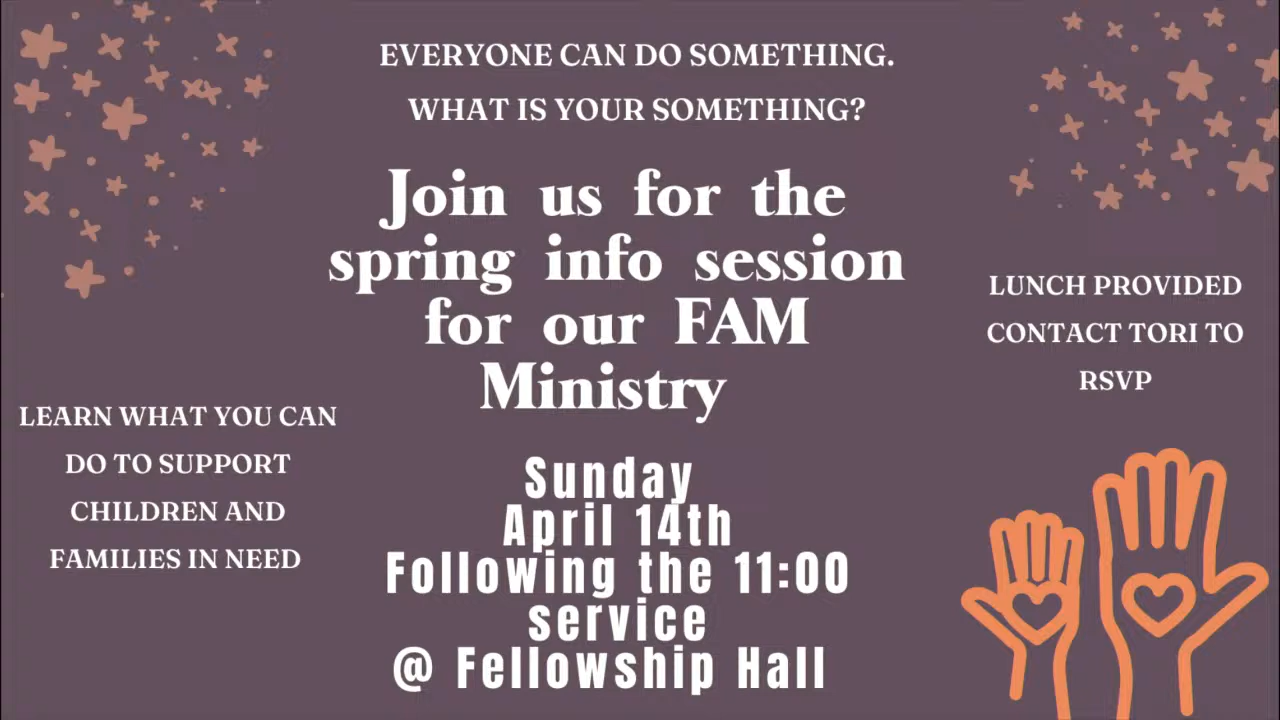 EVERYONE CAN DO SOMETHING.
WHAT IS YOUR SOMETHING?
Join us for the
spring info session
for our FAM
Ministry
LUNCH PROVIDED
CONTACT TORI TO
RSVP
LEARN WHAT YOU CAN
DO TO SUPPORT
CHILDREN AND
FAMILIES IN NEED
Sunday
April 14th
Following the 11:00
service
@ Fellowship Hall